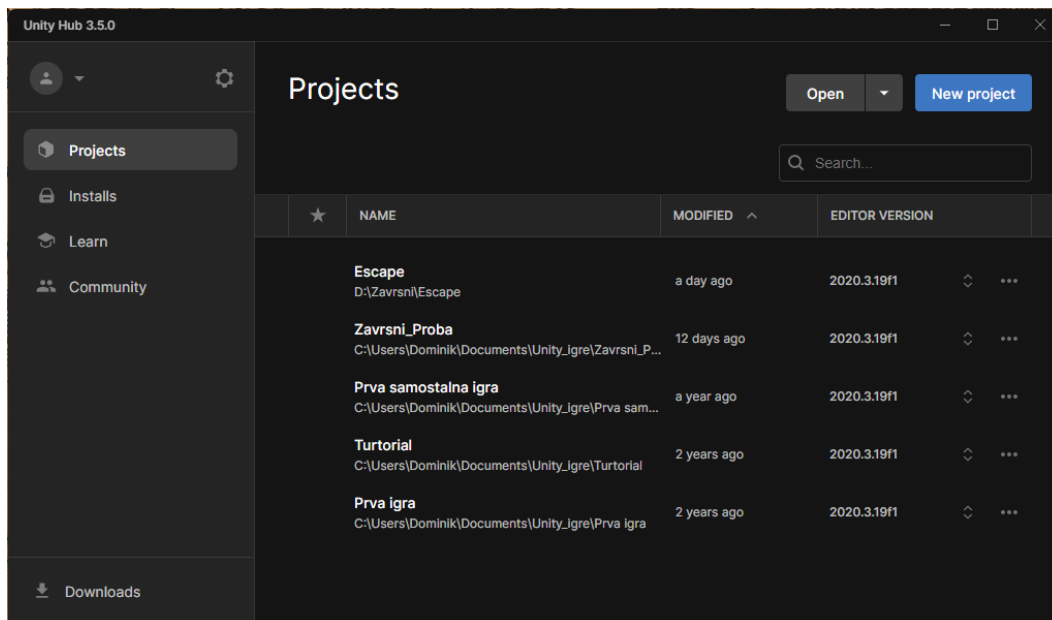 Unity Hub 3.5.0
Projects
Open
New project
Projects
Installs
Learn
Community
Search...
NAME MODIFIED EDITOR VERSION
Escape
D:\Zavrsni\Escape
a day ago 2020.3.19f1
Zavrsni_Proba
C:\Users\Dominik\Documents\Unity_igre\Zavrsni_P...
12 days ago 2020.3.19f1
Prva samostalna igra
C:\Users\Dominik\Documents\Unity_igre\Prva sam...
a year ago 2020.3.19f1
Turtorial
C:\Users\Dominik\Documents\Unity_igre\Turtorial
2 years ago 2020.3.19f1
Prva igra
C:\Users\Dominik\Documents\Unity_igre\Prva igra
2 years ago 2020.3.19f1
Downloads